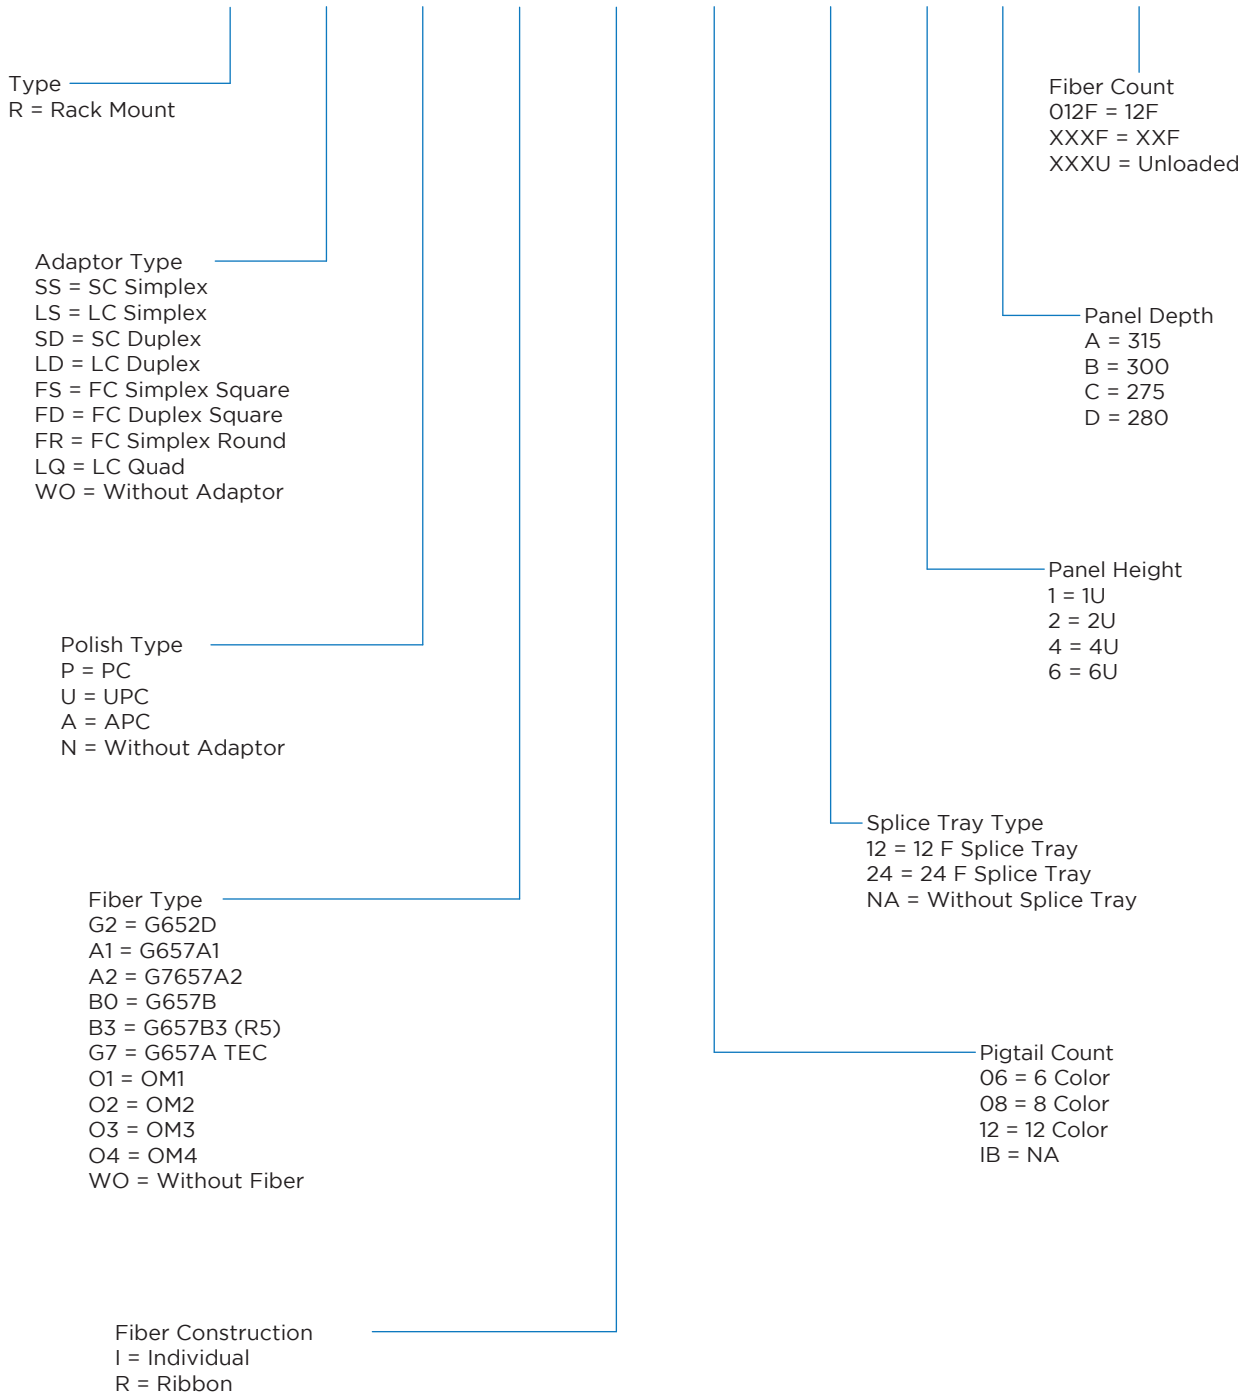 Type
R = Rack Mount
Fiber Count
012F = 12F
XXXF = XXF
XXXU = Unloaded
Adaptor Type
SS = SC Simplex
LS = LC Simplex
SD = SC Duplex
LD = LC Duplex
FS = FC Simplex Square
FD = FC Duplex Square
FR = FC Simplex Round
LQ = LC Quad
WO = Without Adaptor
Panel Depth
A = 315
B = 300
C = 275
D = 280
Panel Height
1 = 1U
2 = 2U
4 = 4U
6 = 6U
Polish Type
P = PC
U = UPC
A = APC
N = Without Adaptor
Splice Tray Type
12 = 12 F Splice Tray
24 = 24 F Splice Tray
NA = Without Splice Tray
Fiber Type
G2 = G652D
A1 = G657A1
A2 = G7657A2
B0 = G657B
B3 = G657B3 (R5)
G7 = G657A TEC
O1 = OM1
O2 = OM2
O3 = OM3
O4 = OM4
WO = Without Fiber
Pigtail Count
06 = 6 Color
08 = 8 Color
12 = 12 Color
IB = NA
Fiber Construction
I = Individual
R = Ribbon